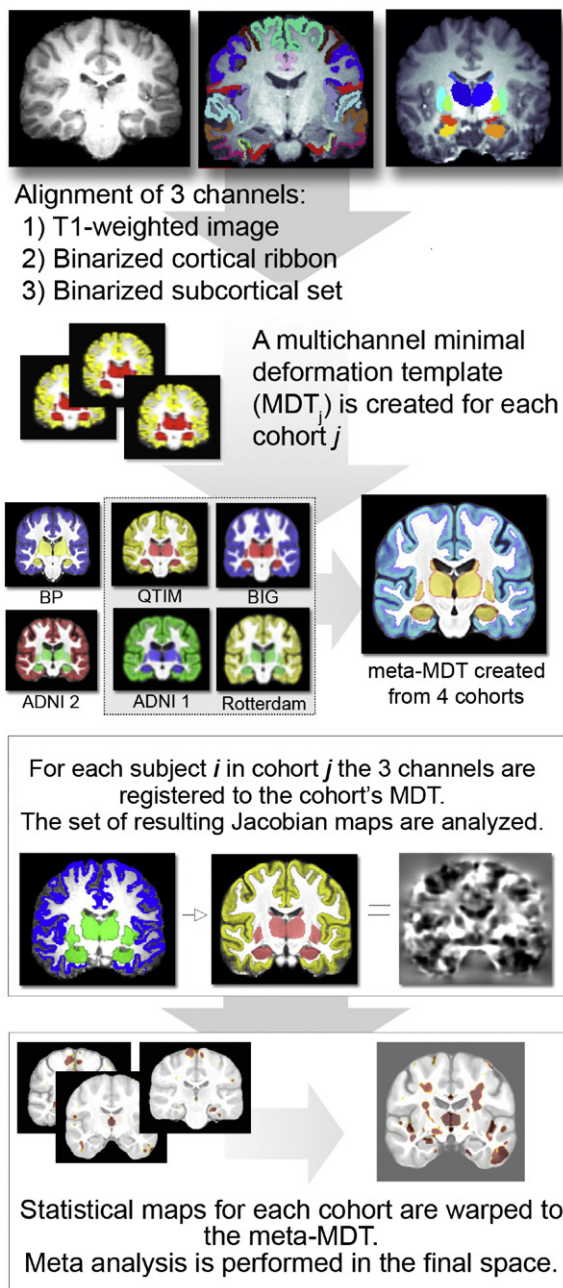 Alignment of 3 channels:
1) T1-weighted image
2) Binarized cortical ribbon
3) Binarized subcortical set
A multichannel minimal
deformation template
(MDTj) is created for each
cohort j
BP
QTIM
BIG
ADNI 2
ADNI 1
Rotterdam
meta-MDT created
from 4 cohorts
For each subject i in cohort j the 3 channels are
registered to the cohort's MDT.
The set of resulting Jacobian maps are analyzed.
Statistical maps for each cohort are warped to
the meta-MDT.
Meta analysis is performed in the final space.